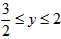 3/2 ≤ y ≤ 2